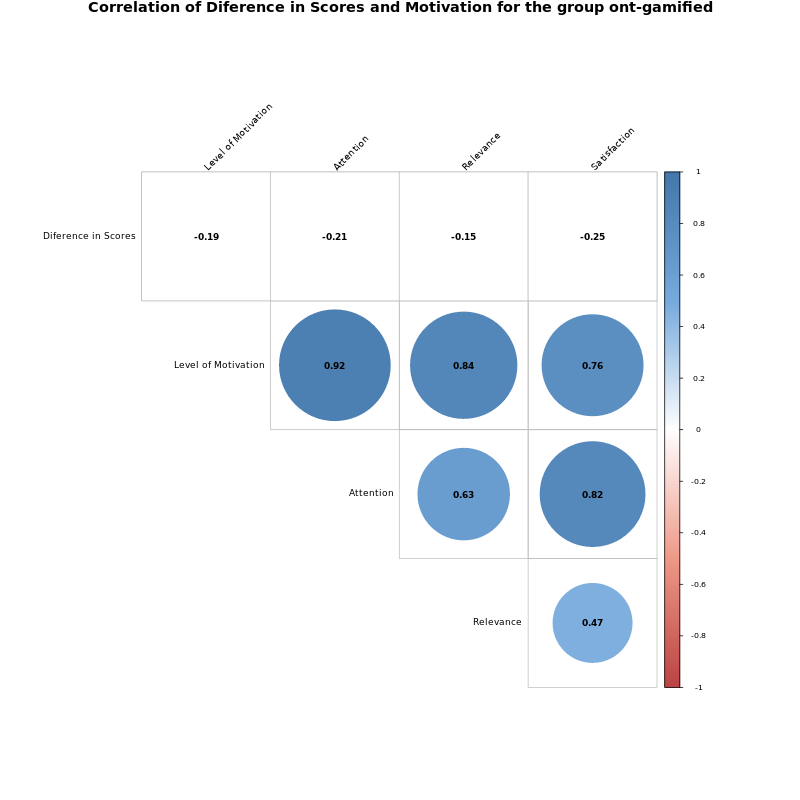 Correlation of Diference in Scores and Motivation for the group ont-gamified
Level of Motivation
Attention
Relevance
Satisfaction
Diference in Scores
-0.19
-0.21
-0.15
-0.25
Level of Motivation
0.92
0.84
0.76
Attention
0.63
0.82
Relevance
0.47
1
0.8
0.6
0.4
0.2
0
-0.2
-0.4
-0.6
-0.8
-1